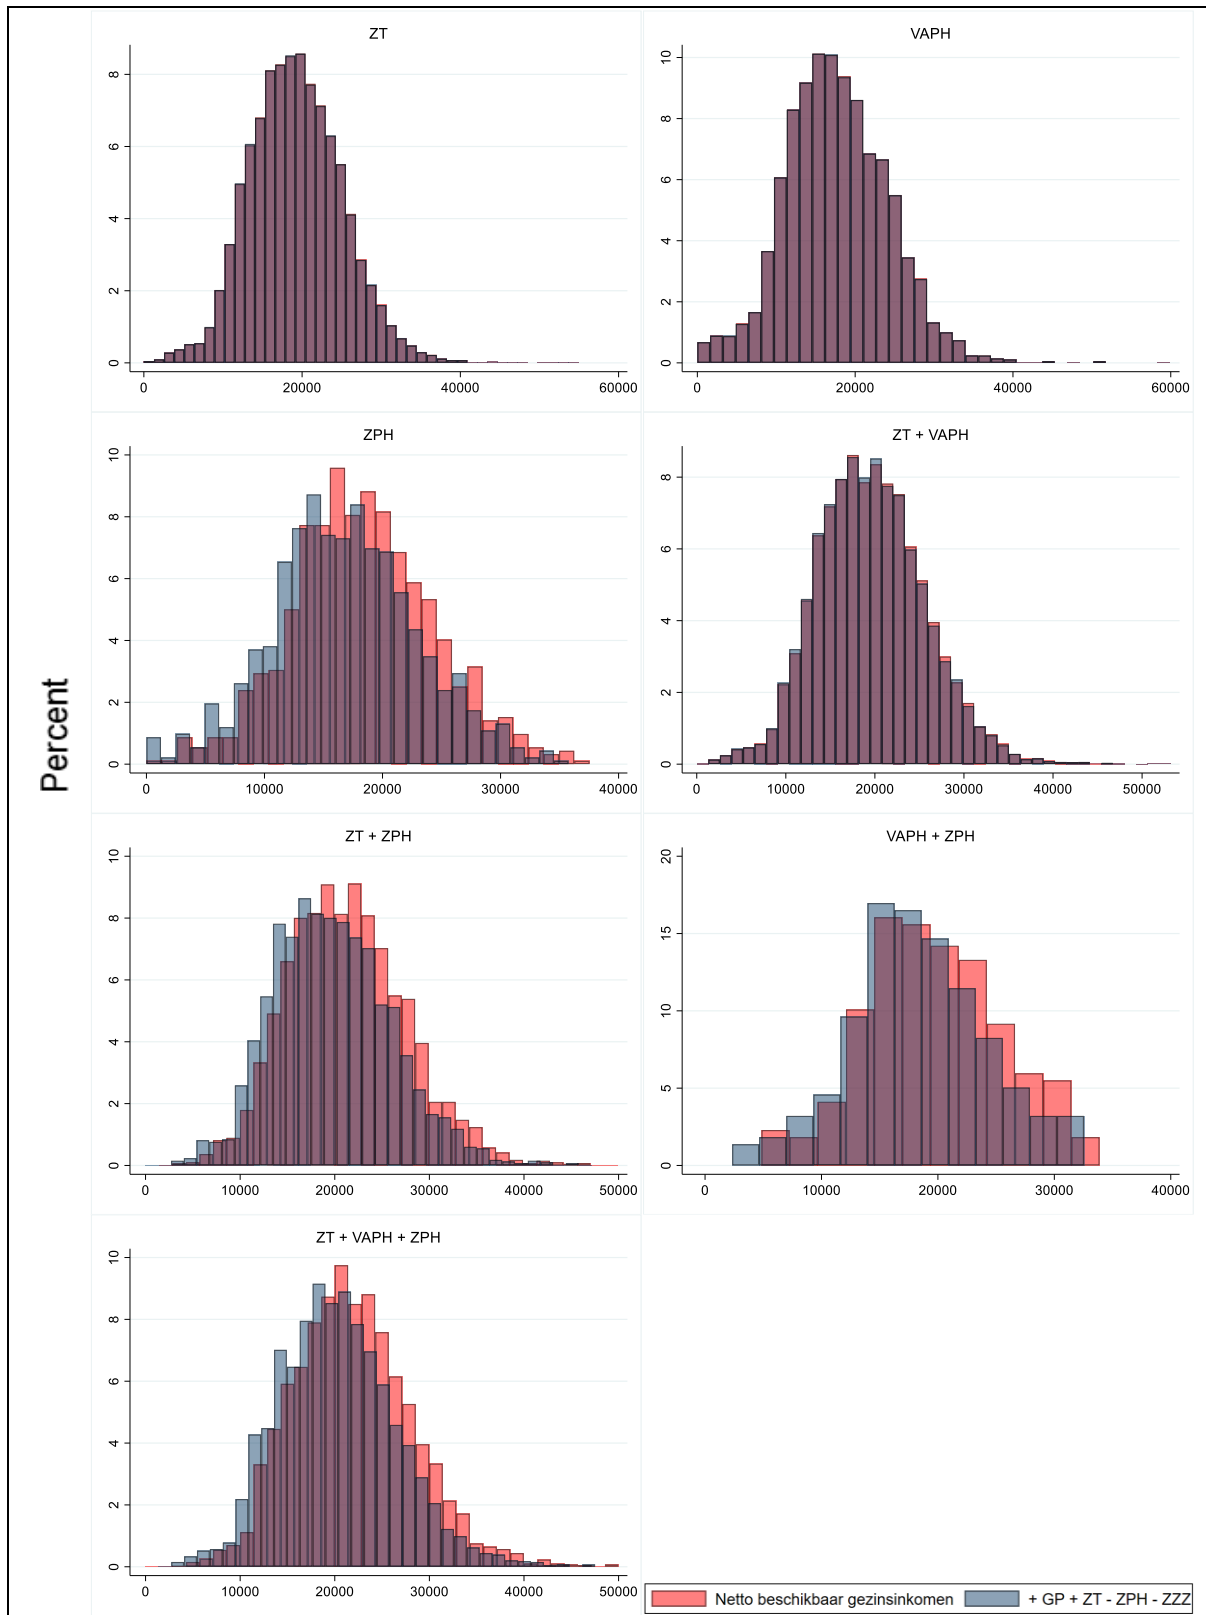 Percent
ZT
0 2 4 6 8
0 20000 40000 60000
VAPH
0 2 4 6 8 10
0 20000 40000 60000
ZPH
0 2 4 6 8 10
0 10000 20000 30000 40000
ZT + VAPH
0 2 4 6 8
0 10000 20000 30000 40000 50000
ZT + ZPH
0 2 4 6 8 10
0 10000 20000 30000 40000 50000
VAPH + ZPH
0 5 10 15 20
0 10000 20000 30000 40000
ZT + VAPH + ZPH
0 2 4 6 8 10
0 10000 20000 30000 40000 50000
Netto beschikbaar gezinsinkomen + GP + ZT - ZPH - ZZZ